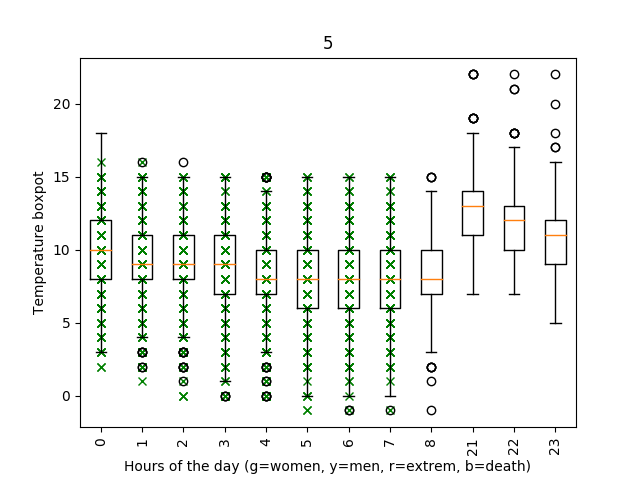 5
20
15
10
5
0
Temperature boxpot
0 1 2 3 4 5 6 7 8 21 22 23
Hours of the day (g=women, y=men, r=extrem, b=death)